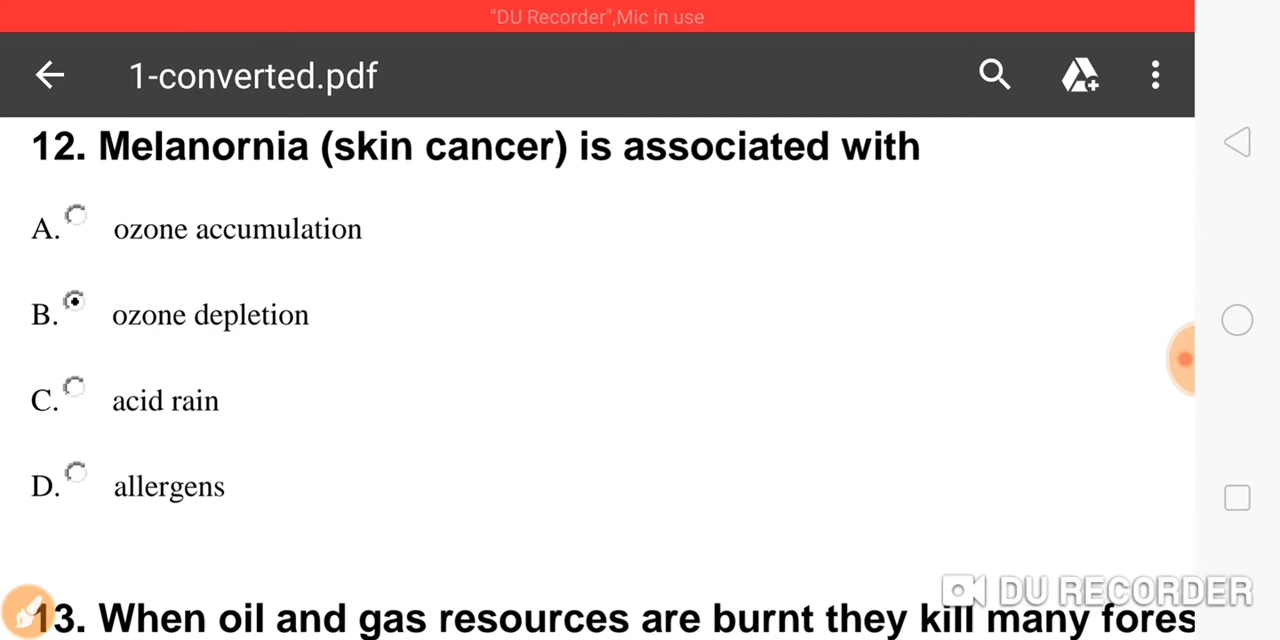 "DU Recorder",Mic in use
1-converted.pdf
12. Melanornia (skin cancer) is associated with
A. ozone accumulation
B. ozone depletion
C. acid rain
D. allergens
DU RECORDER
13. When oil and gas resources are burnt they kill many fores